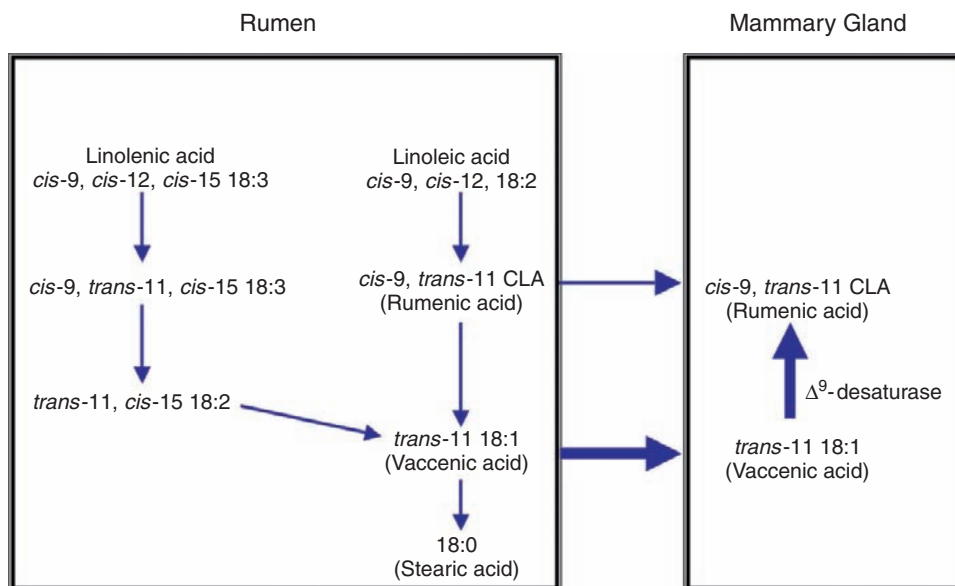 Rumen
Mammary Gland
Linolenic acid
cis-9, cis-12, cis-15 18:3
Linoleic acid
cis-9, cis-12, 18:2
cis-9, trans-11, cis-15 18:3
cis-9, trans-11 CLA
(Rumenic acid)
trans-11, cis-15 18:2
trans-11 18:1
(Vaccenic acid)
18:0
(Stearic acid)
cis-9, trans-11 CLA
(Rumenic acid)
Δ⁹-desaturase
trans-11 18:1
(Vaccenic acid)